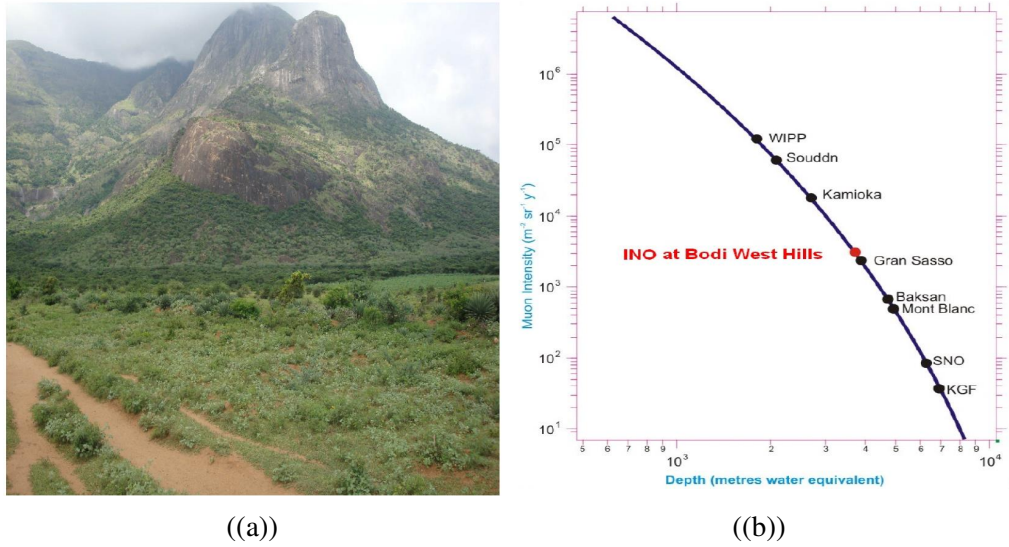 10⁶
10⁵
10⁴
10³
10²
10¹
Muon Intensity (m⁻² sr⁻¹ y⁻¹)
WIPP
Souddn
Kamioka
INO at Bodi West Hills
Gran Sasso
Baksan
Mont Blanc
SNO
KGF
5 6 7 8 9 10³ 2 3 4 5 6 7 8 9 10⁴
Depth (metres water equivalent)
((a)) ((b))